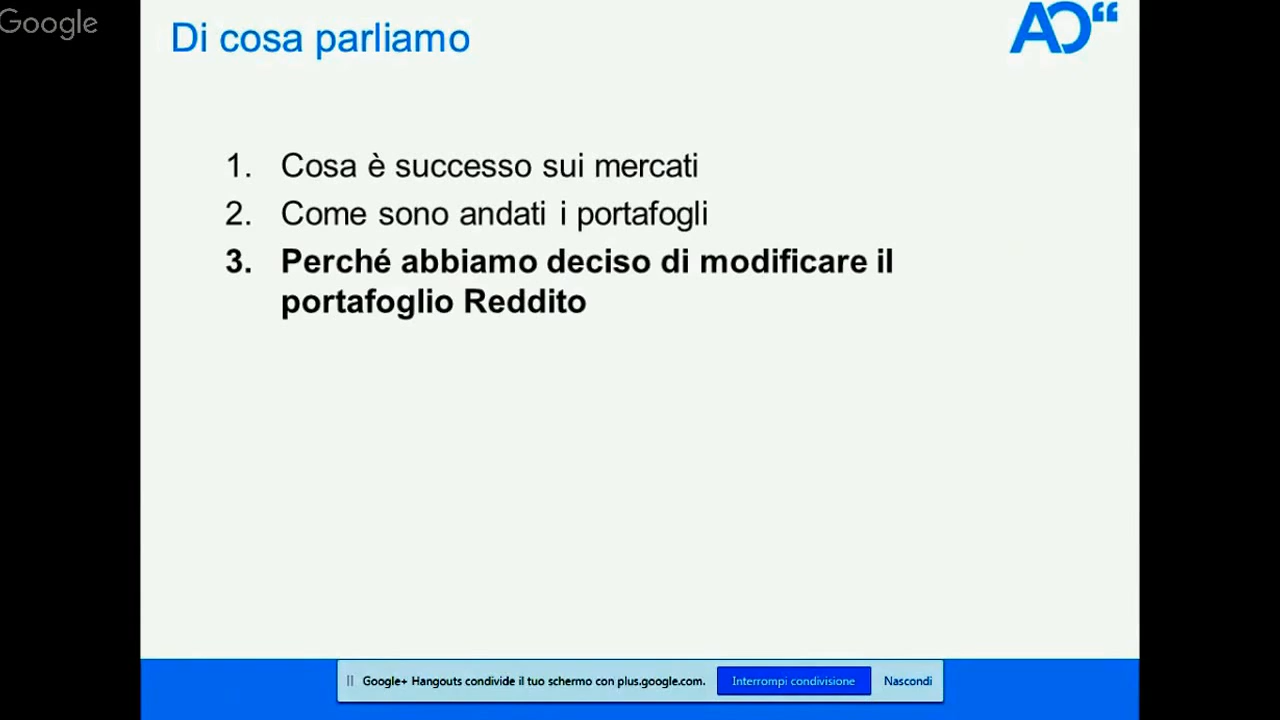 Google
Di cosa parliamo
AO“
1. Cosa è successo sui mercati
2. Come sono andati i portafogli
3. Perché abbiamo deciso di modificare il
portafoglio Reddito
Google+ Hangouts condivide il tuo schermo con plus.google.com. Interrompi condivisione Nascondi